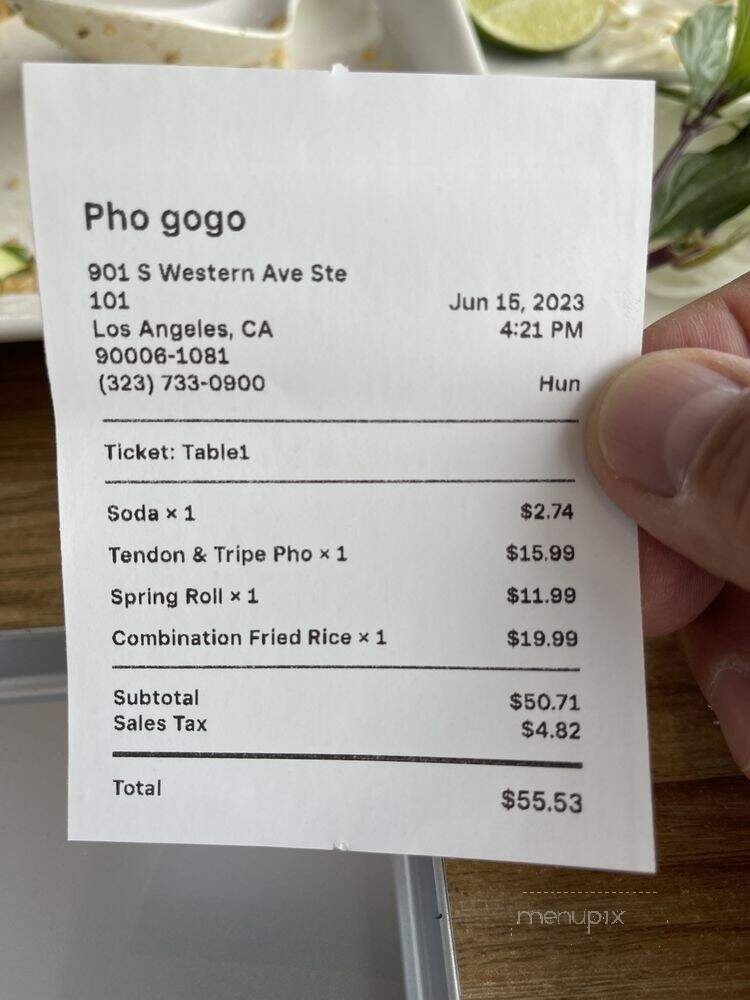 Pho gogo
901 S Western Ave Ste
101
Jun 15, 2023
Los Angeles, CA
4:21 PM
90006-1081
(323) 733-0900
Hun
Ticket: Table1
Soda × 1 $2.74
Tendon & Tripe Pho × 1 $15.99
Spring Roll × 1 $11.99
Combination Fried Rice × 1 $19.99
Subtotal $50.71
Sales Tax $4.82
Total $55.53
menupix